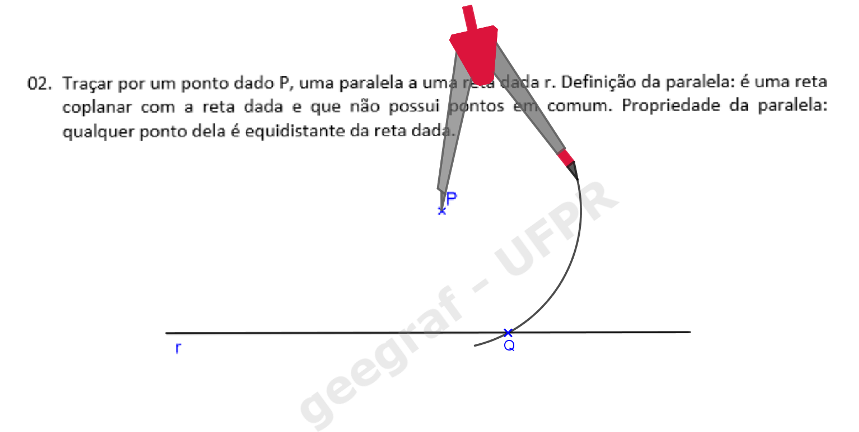 02. Traçar por um ponto dado P, uma paralela a uma reta dada r. Definição da paralela: é uma reta
coplanar com a reta dada e que não possui pontos em comum. Propriedade da paralela:
qualquer ponto dela é equidistante da reta dada.
P
geegraf - UFPR
r
Q